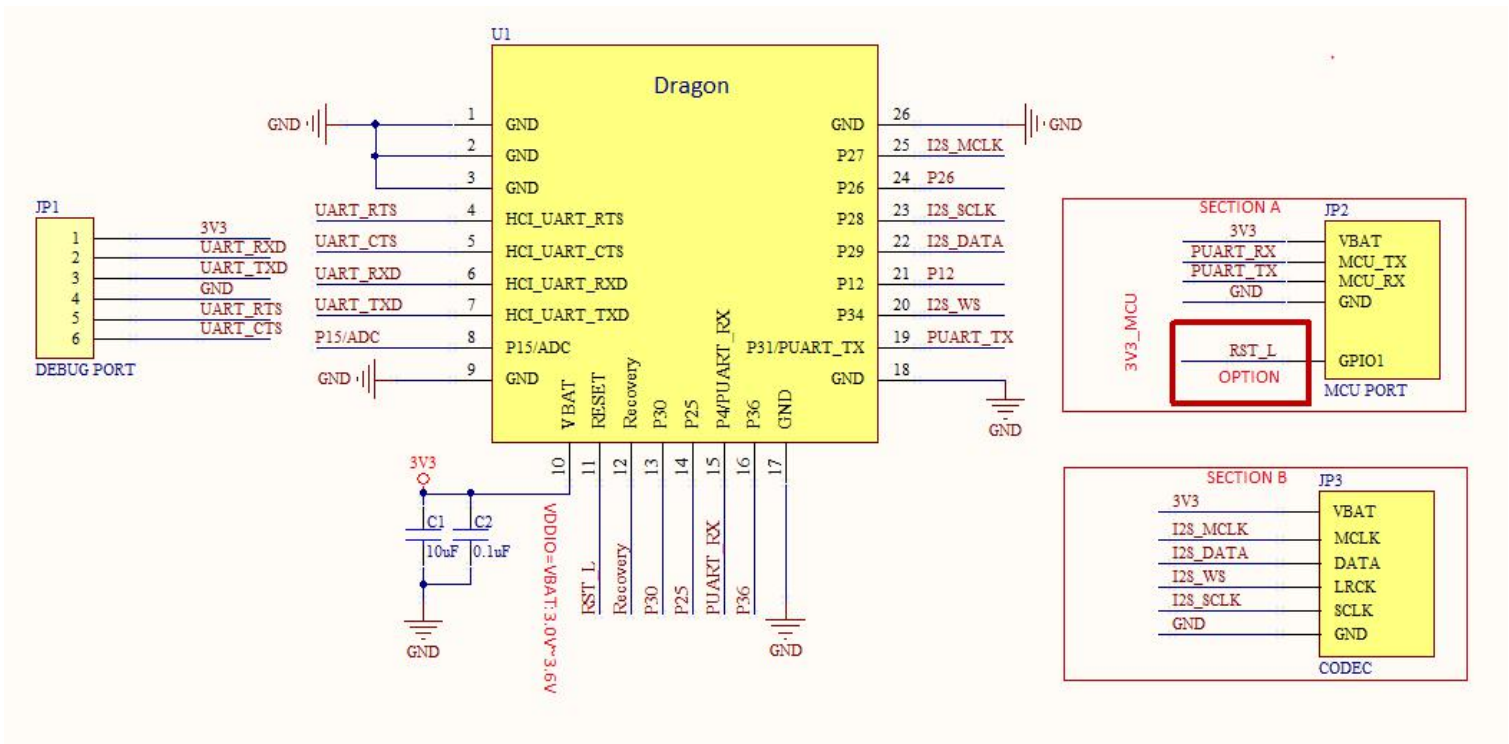 U1
Dragon
GND
1 GND
2 GND
3 GND
UART_RTS 4 HCI_UART_RTS
UART_CTS 5 HCI_UART_CTS
UART_RXD 6 HCI_UART_RXD
UART_TXD 7 HCI_UART_TXD
P15/ADC 8 P15/ADC
GND 9 GND
GND 26 GND
P27 25 I2S_MCLK
P26 24 P26
P28 23 I2S_SCLK
P29 22 I2S_DATA
P12 21 P12
P34 20 I2S_WS
P31/PUART_TX 19 PUART_TX
GND 18
GND
VBAT 10
RESET 11 RST_L
Recovery 12 Recovery
P30 13 P30
P25 14 P25
P4/PUART_RX 15 PUART_RX
P36 16 P36
GND 17
GND
3V3
C1 C2
10uF 0.1uF
GND
VDDIO=VBAT:3.0V~3.6V
JP1
1 3V3
2 UART_RXD
3 UART_TXD
4 GND
5 UART_RTS
6 UART_CTS
DEBUG PORT
SECTION A
JP2
3V3 VBAT
PUART_RX MCU_TX
PUART_TX MCU_RX
GND GND
3V3_MCU
RST_L GPIO1
OPTION
MCU PORT
SECTION B
JP3
3V3 VBAT
I2S_MCLK MCLK
I2S_DATA DATA
I2S_WS LRCK
I2S_SCLK SCLK
GND GND
CODEC